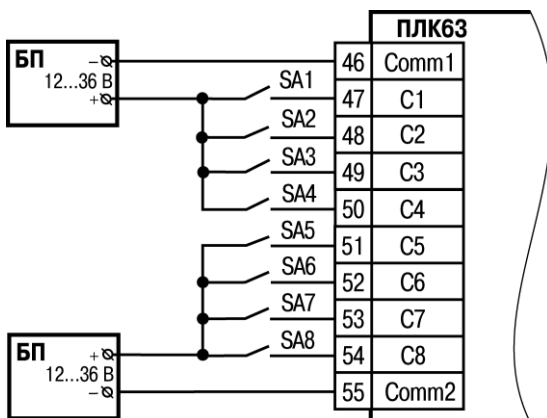 ПЛК63
БП
–
12...36 В
+
46 Comm1
SA1 47 C1
SA2 48 C2
SA3 49 C3
SA4 50 C4
SA5 51 C5
SA6 52 C6
SA7 53 C7
SA8 54 C8
55 Comm2
БП
+
12...36 В
–